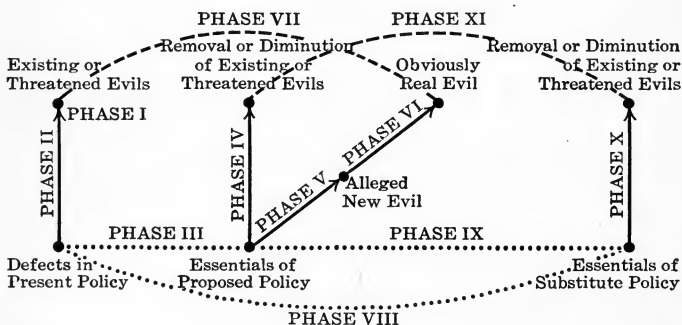 PHASE VII
PHASE XI
Existing or
Threatened Evils
Removal or Diminution
of Existing or
Threatened Evils
Obviously
Real Evil
Removal or Diminution
of Existing or
Threatened Evils
PHASE I
PHASE II
PHASE IV
PHASE V
PHASE VI
PHASE X
Alleged
New Evil
PHASE III
PHASE IX
Defects in
Present Policy
Essentials of
Proposed Policy
Essentials of
Substitute Policy
PHASE VIII